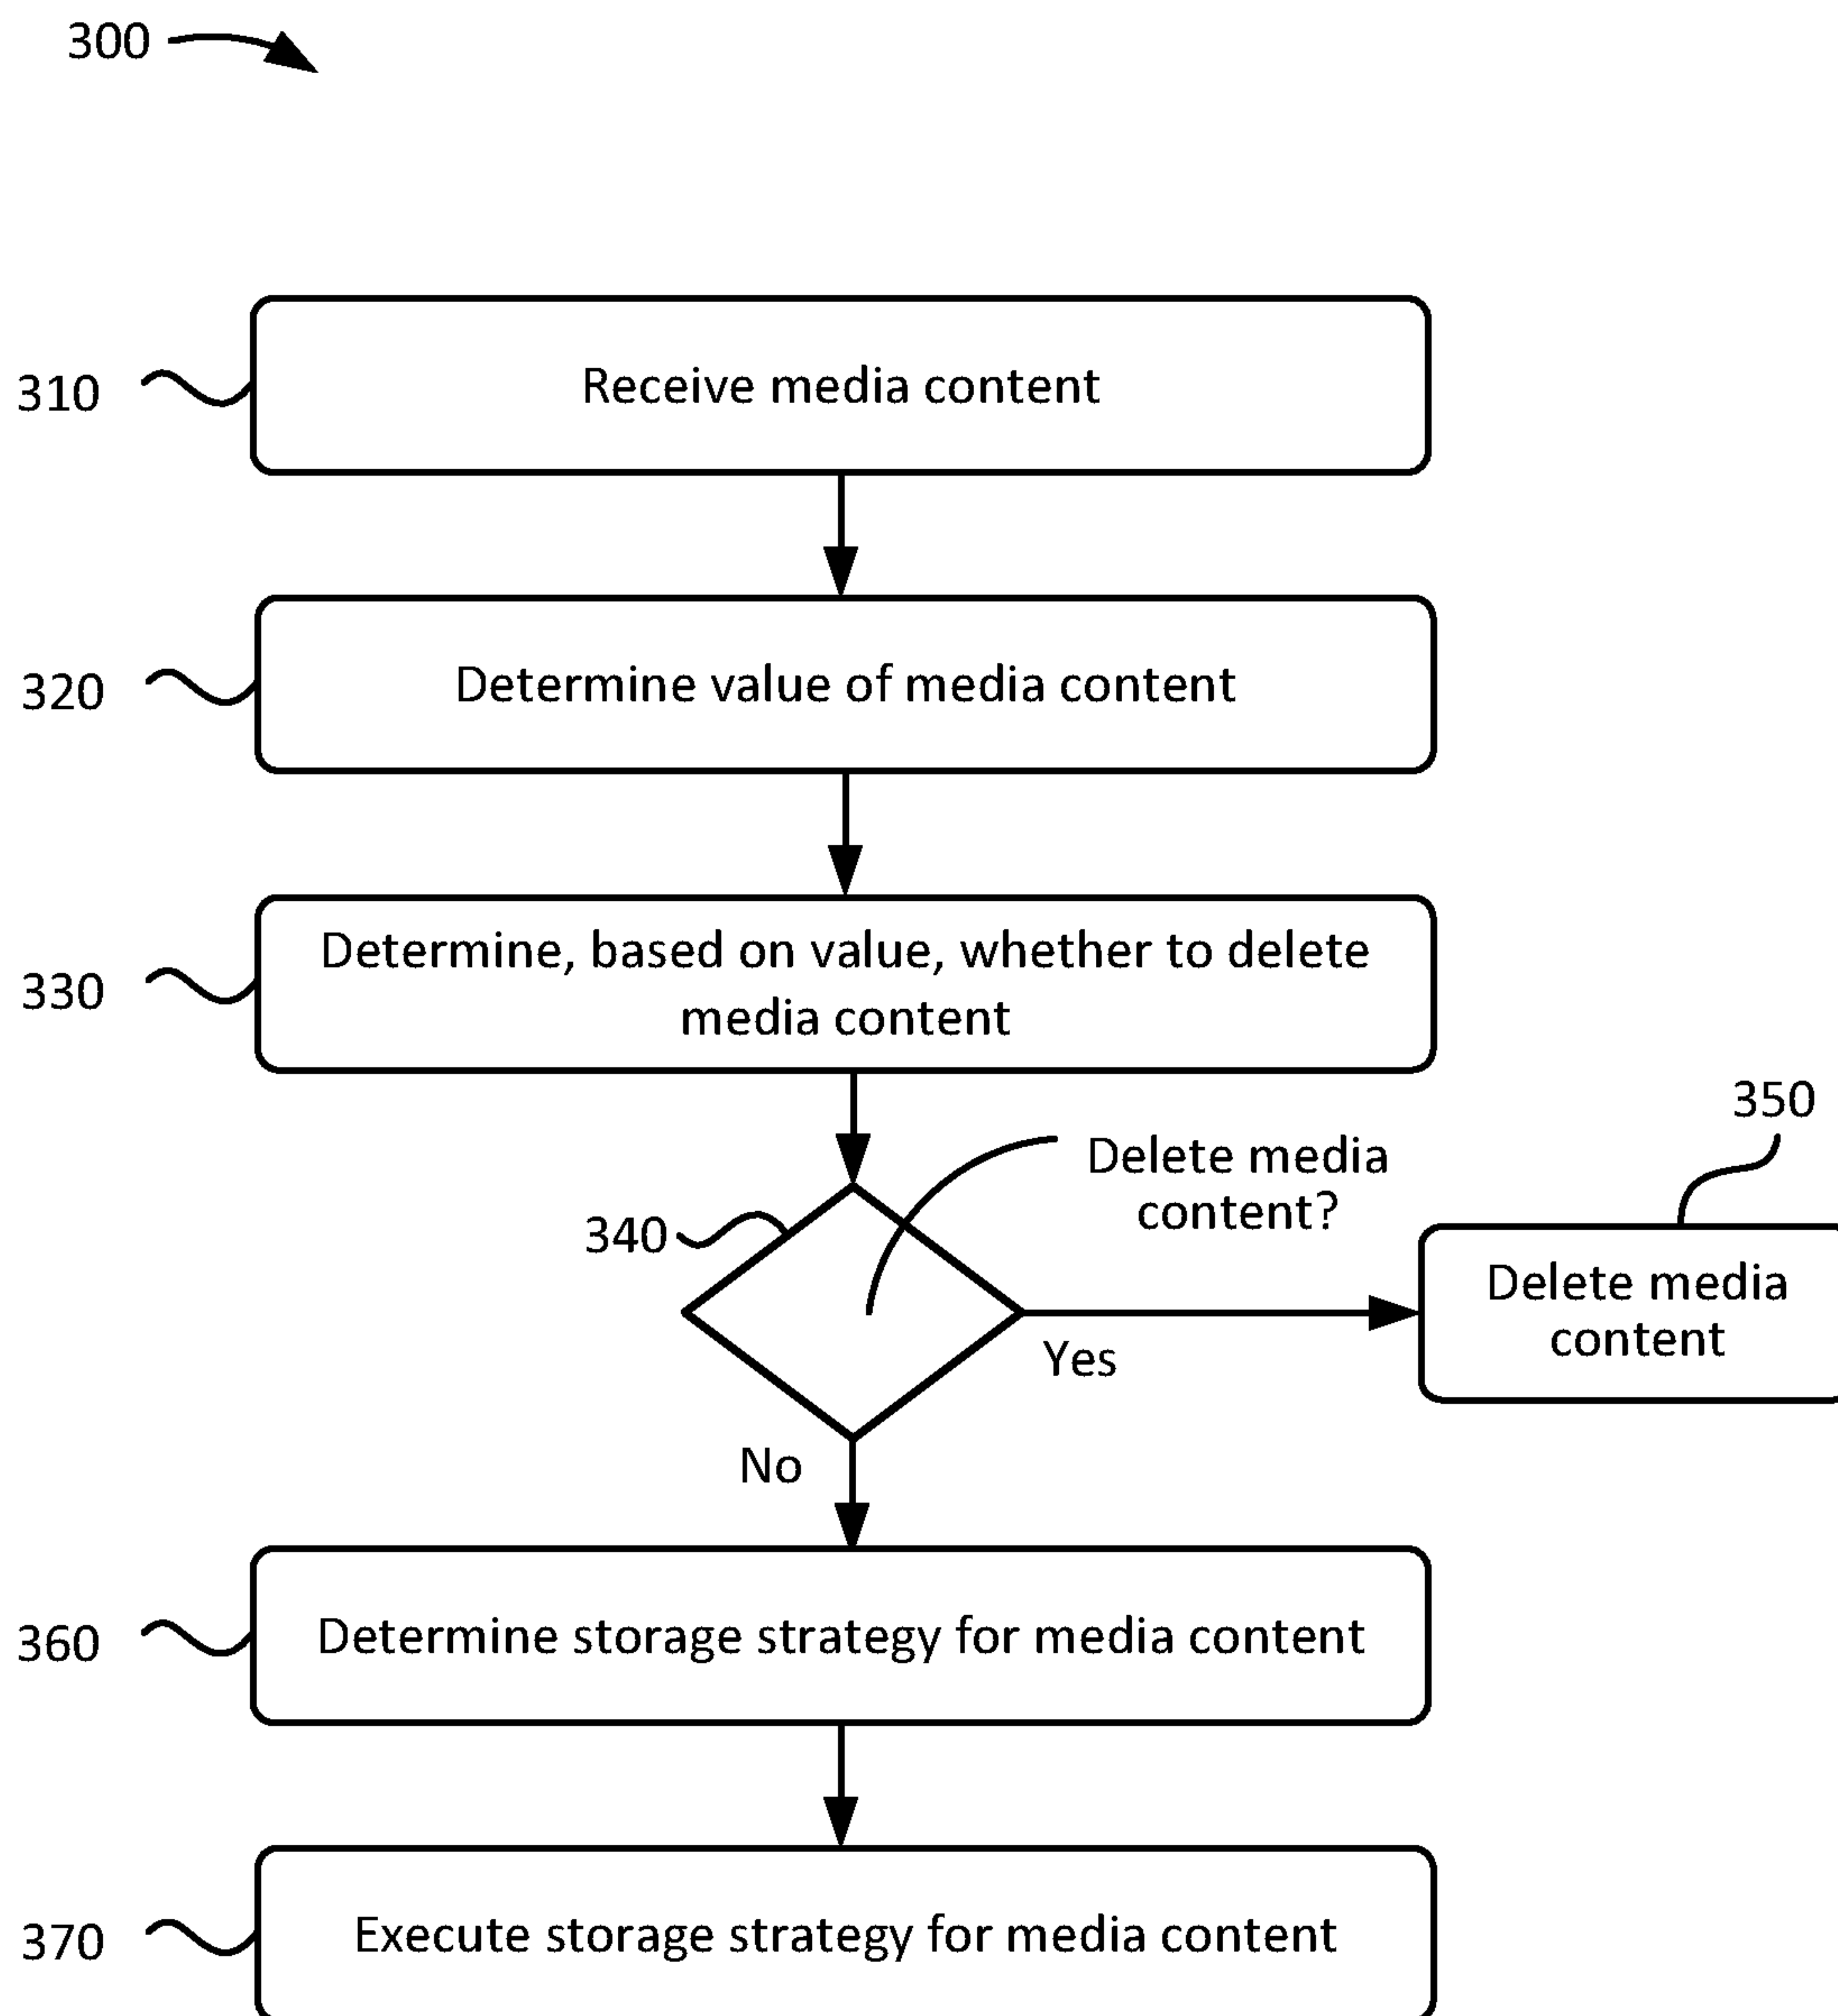 300
310
Receive media content
320
Determine value of media content
330
Determine, based on value, whether to delete
media content
350
340
Delete media
content?
Delete media
content
Yes
No
360
Determine storage strategy for media content
370
Execute storage strategy for media content